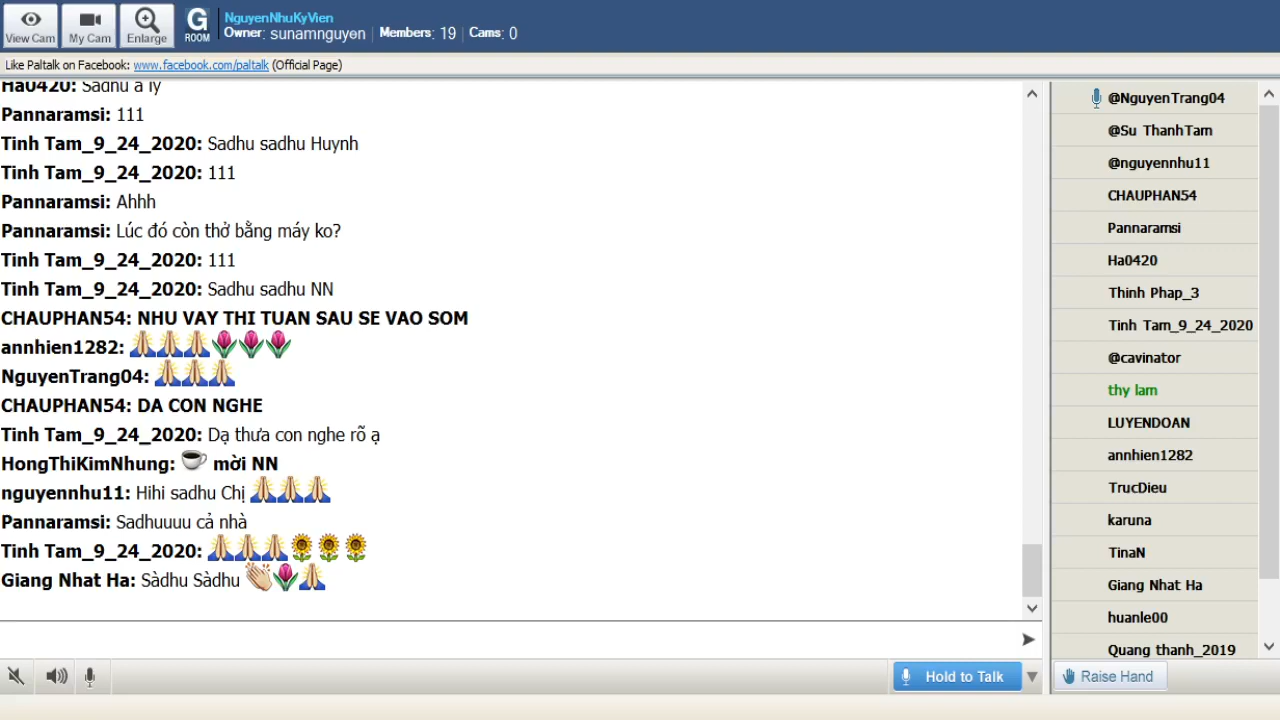 View Cam
My Cam
Enlarge
G
ROOM
NguyenNhuKyVien
Owner: sunamnguyen | Members: 19 | Cams: 0
Like Paltalk on Facebook: www.facebook.com/paltalk (Official Page)
Ha0420: Sadhu a ly
Pannaramsi: 111
Tinh Tam_9_24_2020: Sadhu sadhu Huynh
Tinh Tam_9_24_2020: 111
Pannaramsi: Ahhh
Pannaramsi: Lúc đó còn thở bằng máy ko?
Tinh Tam_9_24_2020: 111
Tinh Tam_9_24_2020: Sadhu sadhu NN
CHAUPHAN54: NHU VAY THI TUAN SAU SE VAO SOM
annhien1282: 🙏🙏🙏🌷🌷🌷
NguyenTrang04: 🙏🙏🙏
CHAUPHAN54: DA CON NGHE
Tinh Tam_9_24_2020: Dạ thưa con nghe rõ ạ
HongThiKimNhung: ☕ mời NN
nguyennhu11: Hihi sadhu Chị 🙏🙏🙏
Pannaramsi: Sadhuuuu cả nhà
Tinh Tam_9_24_2020: 🙏🙏🙏🌻🌻🌻
Giang Nhat Ha: Sàdhu Sàdhu 👏🌷🙏
Hold to Talk
@NguyenTrang04
@Su ThanhTam
@nguyennhu11
CHAUPHAN54
Pannaramsi
Ha0420
Thinh Phap_3
Tinh Tam_9_24_2020
@cavinator
thy lam
LUYENDOAN
annhien1282
TrucDieu
karuna
TinaN
Giang Nhat Ha
huanle00
Quang thanh_2019
Raise Hand